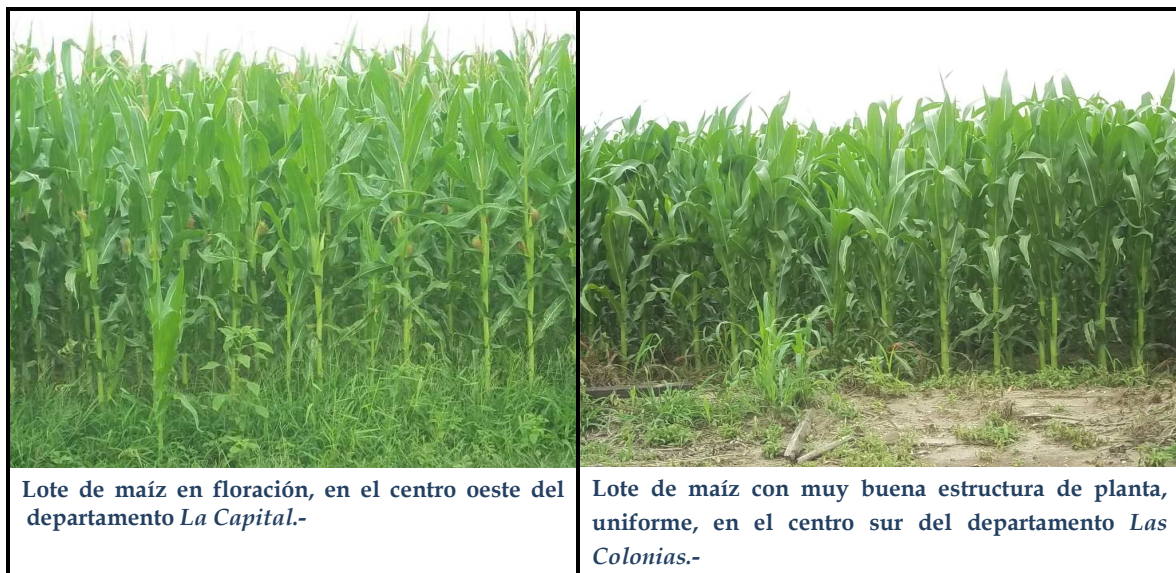 Lote de maíz en floración, en el centro oeste del
departamento La Capital.-
Lote de maíz con muy buena estructura de planta,
uniforme, en el centro sur del departamento Las
Colonias.-